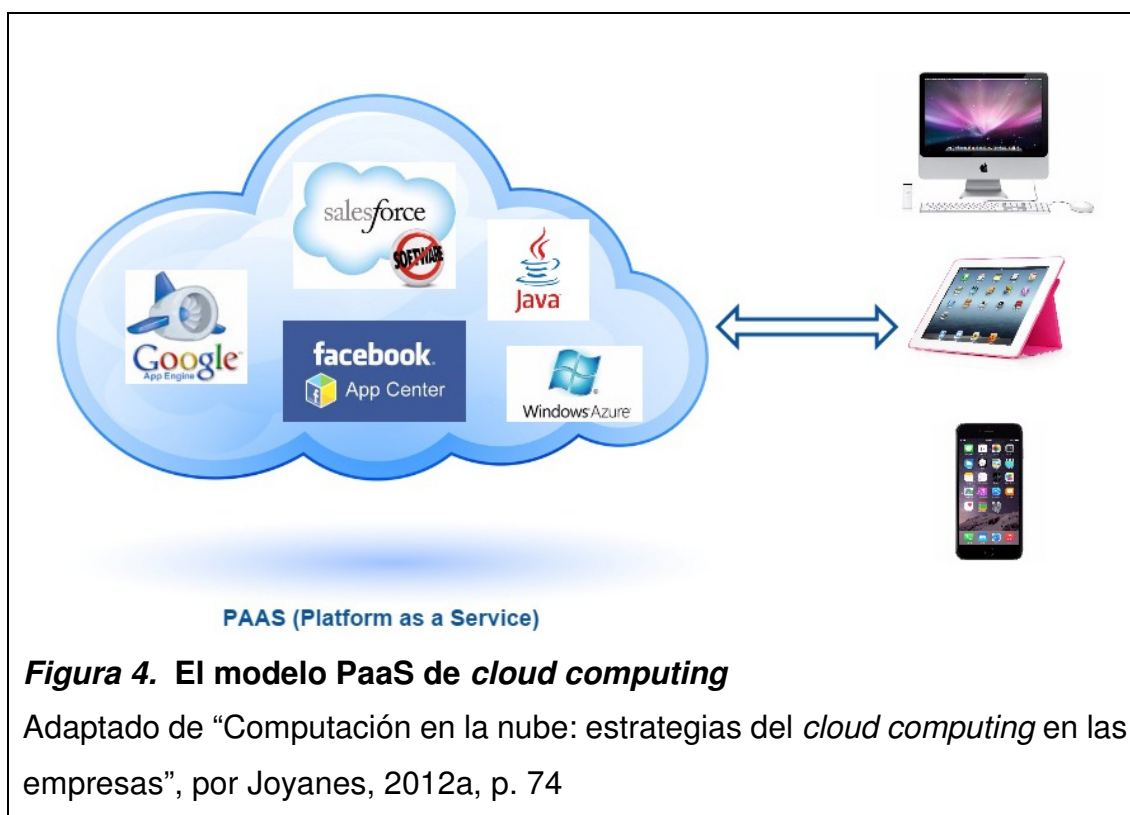 salesforce
SOFTWARE
Java
Google
App Engine
facebook.
f
App Center
Windows Azure
PAAS (Platform as a Service)
Figura 4. El modelo PaaS de cloud computing
Adaptado de “Computación en la nube: estrategias del cloud computing en las
empresas”, por Joyanes, 2012a, p. 74